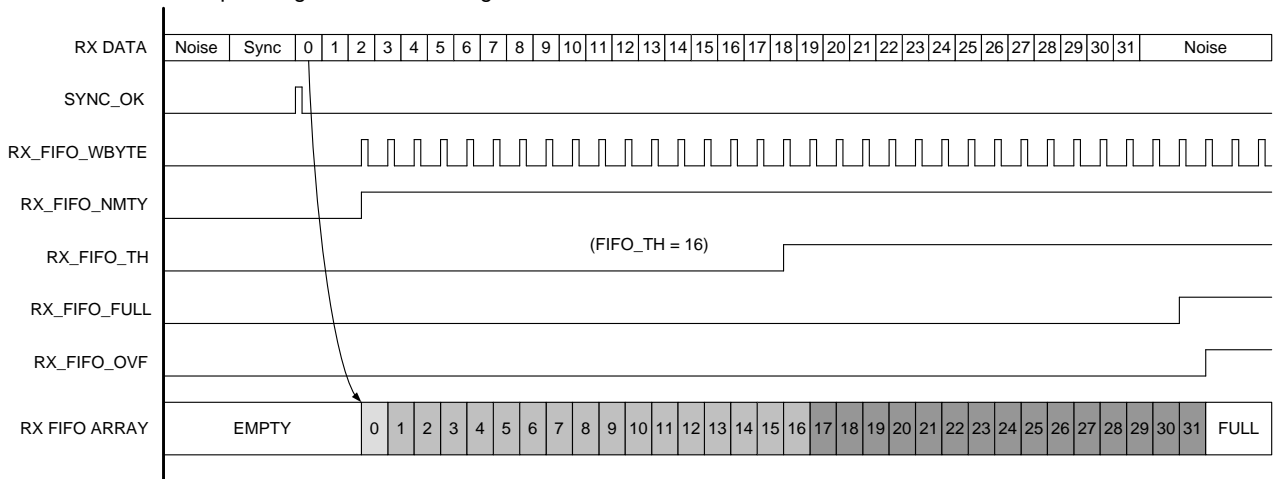 RX DATA Noise Sync 0 1 2 3 4 5 6 7 8 9 10 11 12 13 14 15 16 17 18 19 20 21 22 23 24 25 26 27 28 29 30 31 Noise
SYNC_OK
RX_FIFO_WBYTE
RX_FIFO_NMTY
(FIFO_TH = 16)
RX_FIFO_TH
RX_FIFO_FULL
RX_FIFO_OVF
RX FIFO ARRAY EMPTY 0 1 2 3 4 5 6 7 8 9 10 11 12 13 14 15 16 17 18 19 20 21 22 23 24 25 26 27 28 29 30 31 FULL